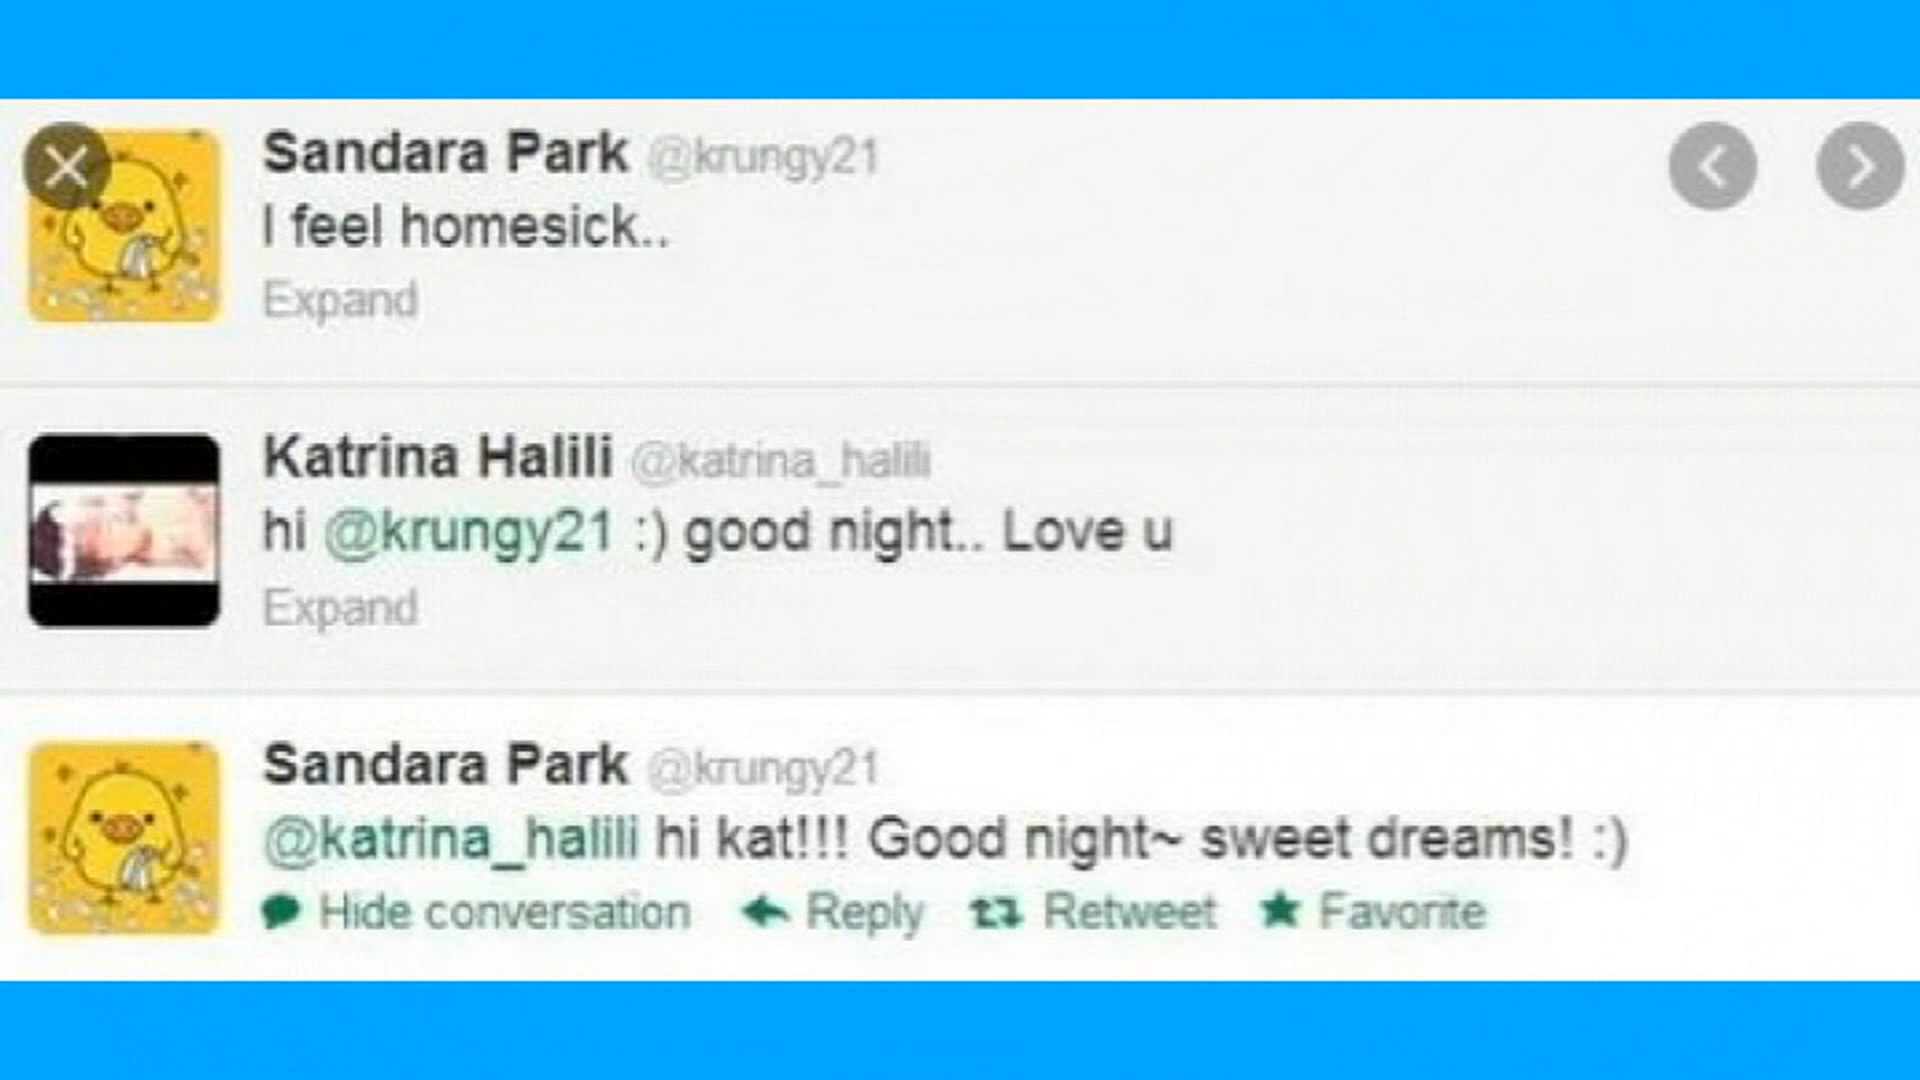 Sandara Park @krungy21
I feel homesick..
Expand
Katrina Halili @katrina_halili
hi @krungy21 :) good night.. Love u
Expand
Sandara Park @krungy21
@katrina_halili hi kat!!! Good night~ sweet dreams! :)
Hide conversation Reply Retweet Favorite